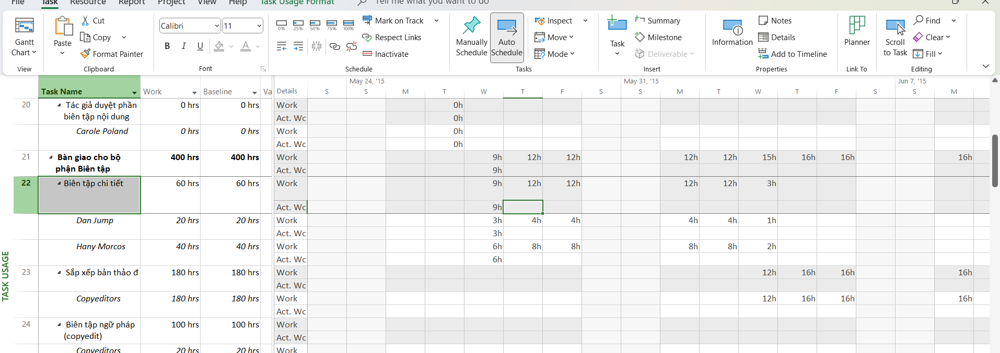 File Task Resource Report Project View Help Task Usage Format Tell me what you want to do
Gantt Chart
View
Paste
Cut
Copy
Format Painter
Clipboard
Calibri 11
B I U A
Font
0% 25% 50% 75% 100%
Mark on Track
Respect Links
Inactivate
Schedule
Manually Schedule
Auto Schedule
Inspect
Move
Mode
Tasks
Task
Summary
Milestone
Deliverable
Insert
Information
Notes
Details
Add to Timeline
Properties
Planner
Link To
Scroll to Task
Find
Clear
Fill
Editing
May 24, '15 May 31, '15 Jun 7, '15
Task Name Work Baseline Va Details S S M T W T F S S M T W T F S S M
20 Tác giả duyệt phần 0 hrs 0 hrs Work 0h
biên tập nội dung Act. Wc 0h
Carole Poland 0 hrs 0 hrs Work 0h
Act. Wc 0h
21 Bàn giao cho bộ 400 hrs 400 hrs Work 9h 12h 12h 12h 12h 15h 16h 16h 16h
phận Biên tập Act. Wc 9h
22 Biên tập chi tiết 60 hrs 60 hrs Work 9h 12h 12h 12h 12h 3h
Act. Wc 9h
Dan Jump 20 hrs 20 hrs Work 3h 4h 4h 4h 4h 1h
Act. Wc 3h
Hany Morcos 40 hrs 40 hrs Work 6h 8h 8h 8h 8h 2h
Act. Wc 6h
23 Sắp xếp bản thảo đ 180 hrs 180 hrs Work 12h 16h 16h 16h
Act. Wc
Copyeditors 180 hrs 180 hrs Work 12h 16h 16h 16h
Act. Wc
24 Biên tập ngữ pháp 100 hrs 100 hrs Work
(copyedit) Act. Wc
Copyeditors 20 hrs 20 hrs Work
TASK USAGE